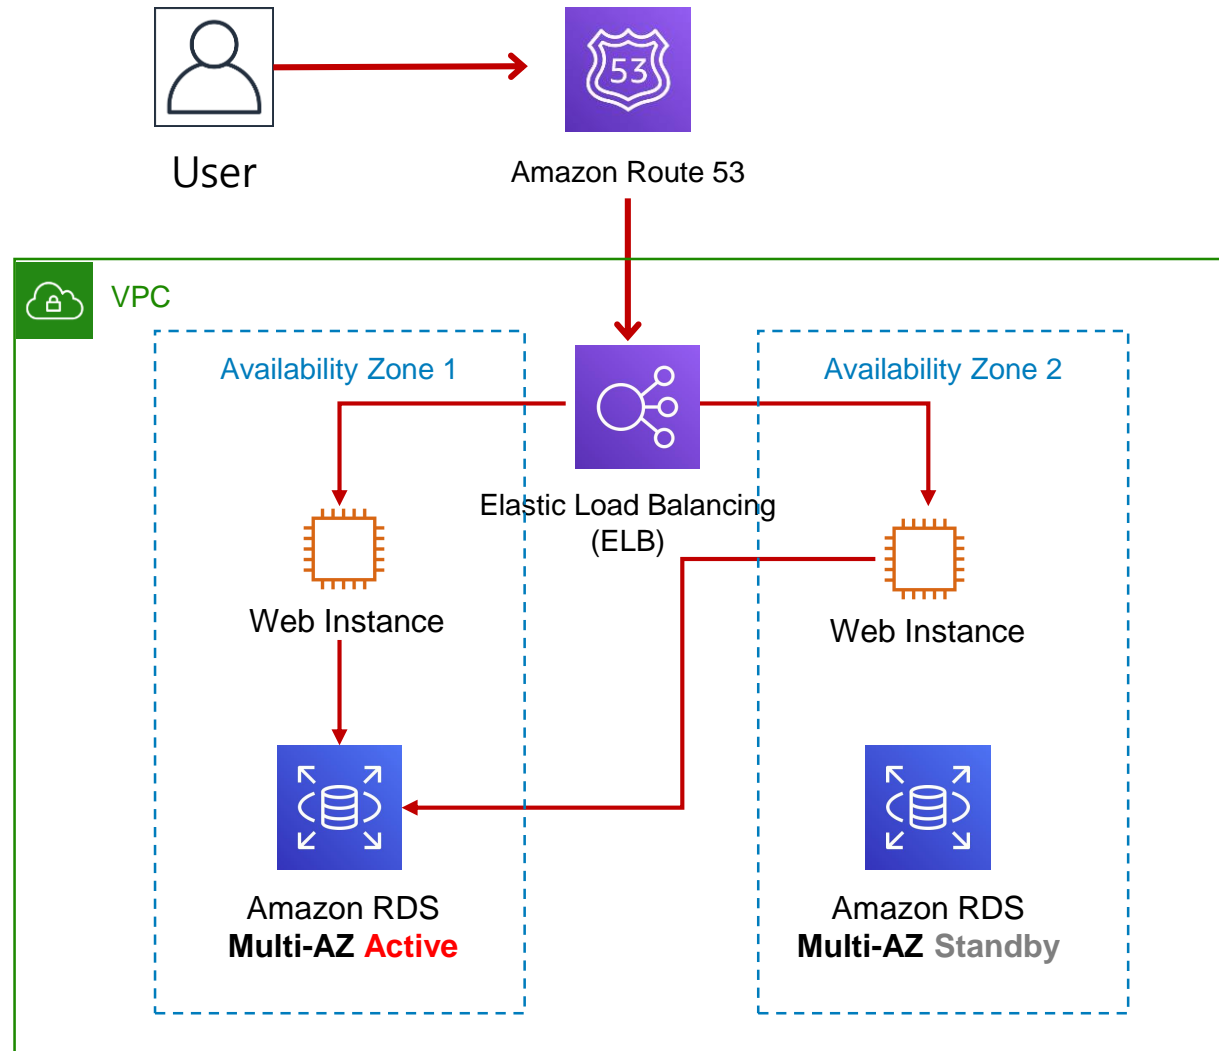 53
User
Amazon Route 53
VPC
Availability Zone 1
Availability Zone 2
Elastic Load Balancing
(ELB)
Web Instance
Web Instance
Amazon RDS
Multi-AZ Active
Amazon RDS
Multi-AZ Standby